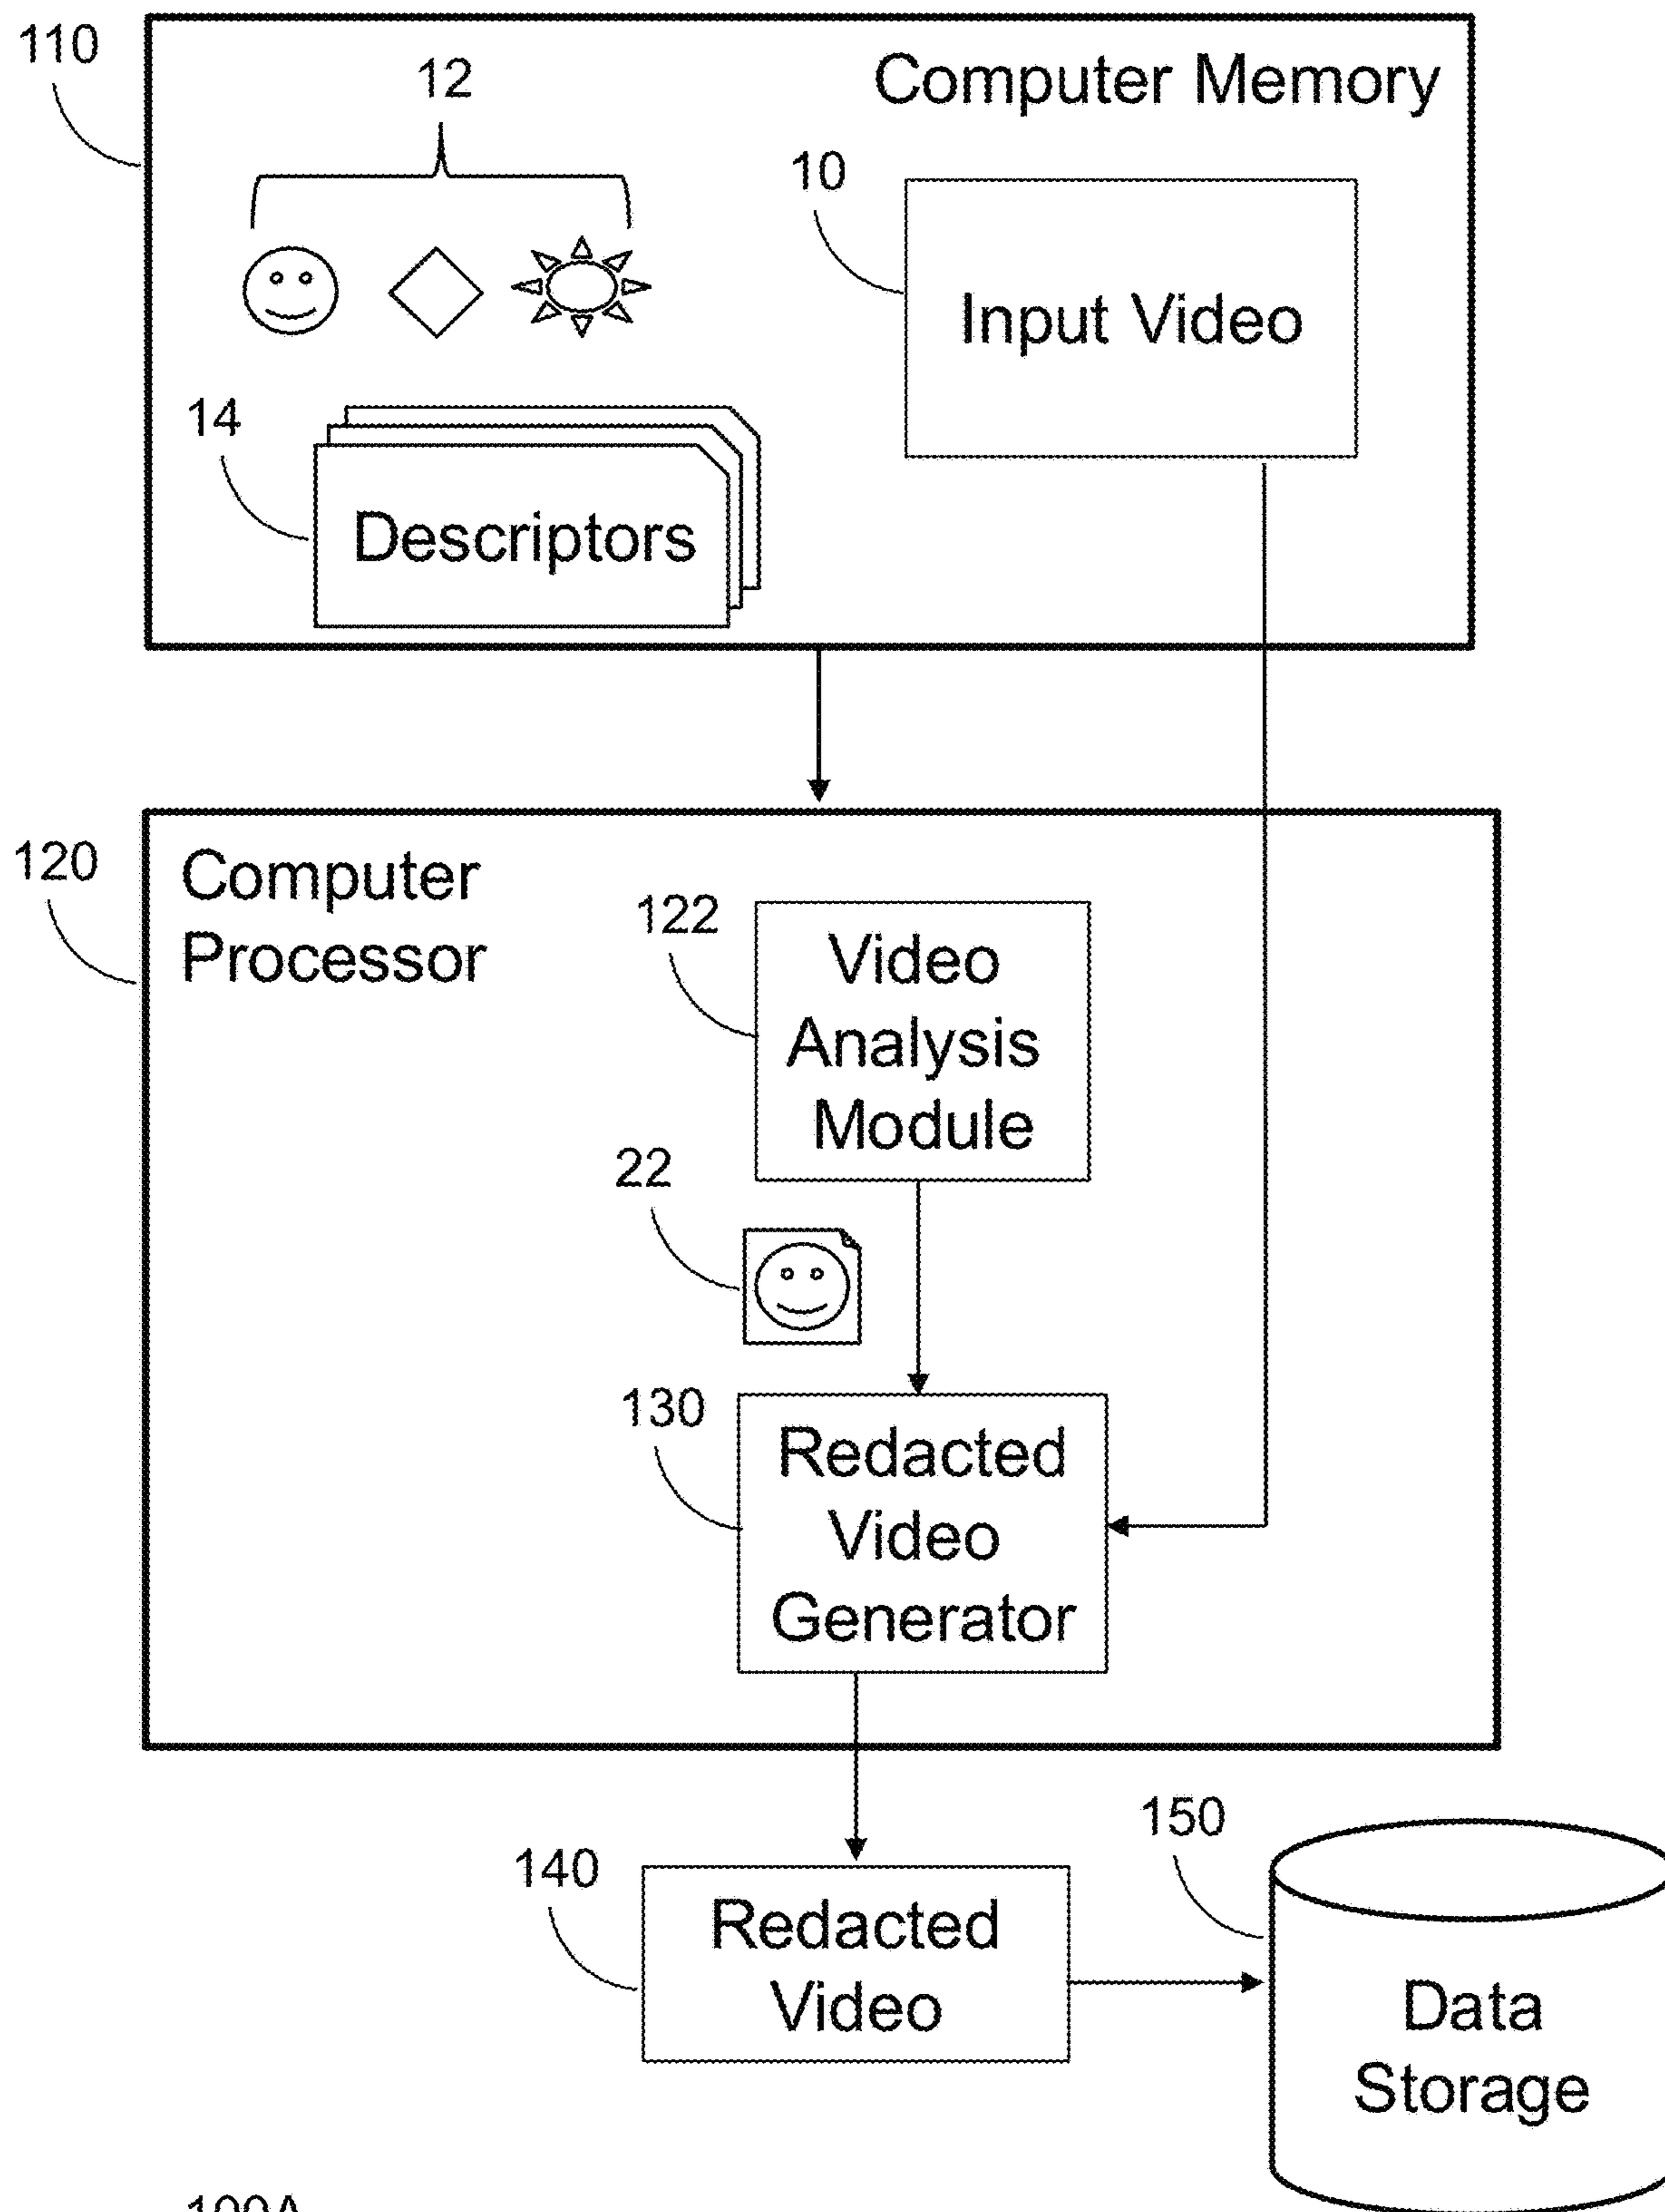 110
12
Computer Memory
10
Input Video
14
Descriptors
120
Computer
Processor
122
Video
Analysis
Module
22
130
Redacted
Video
Generator
150
140
Redacted
Video
Data
Storage
100A